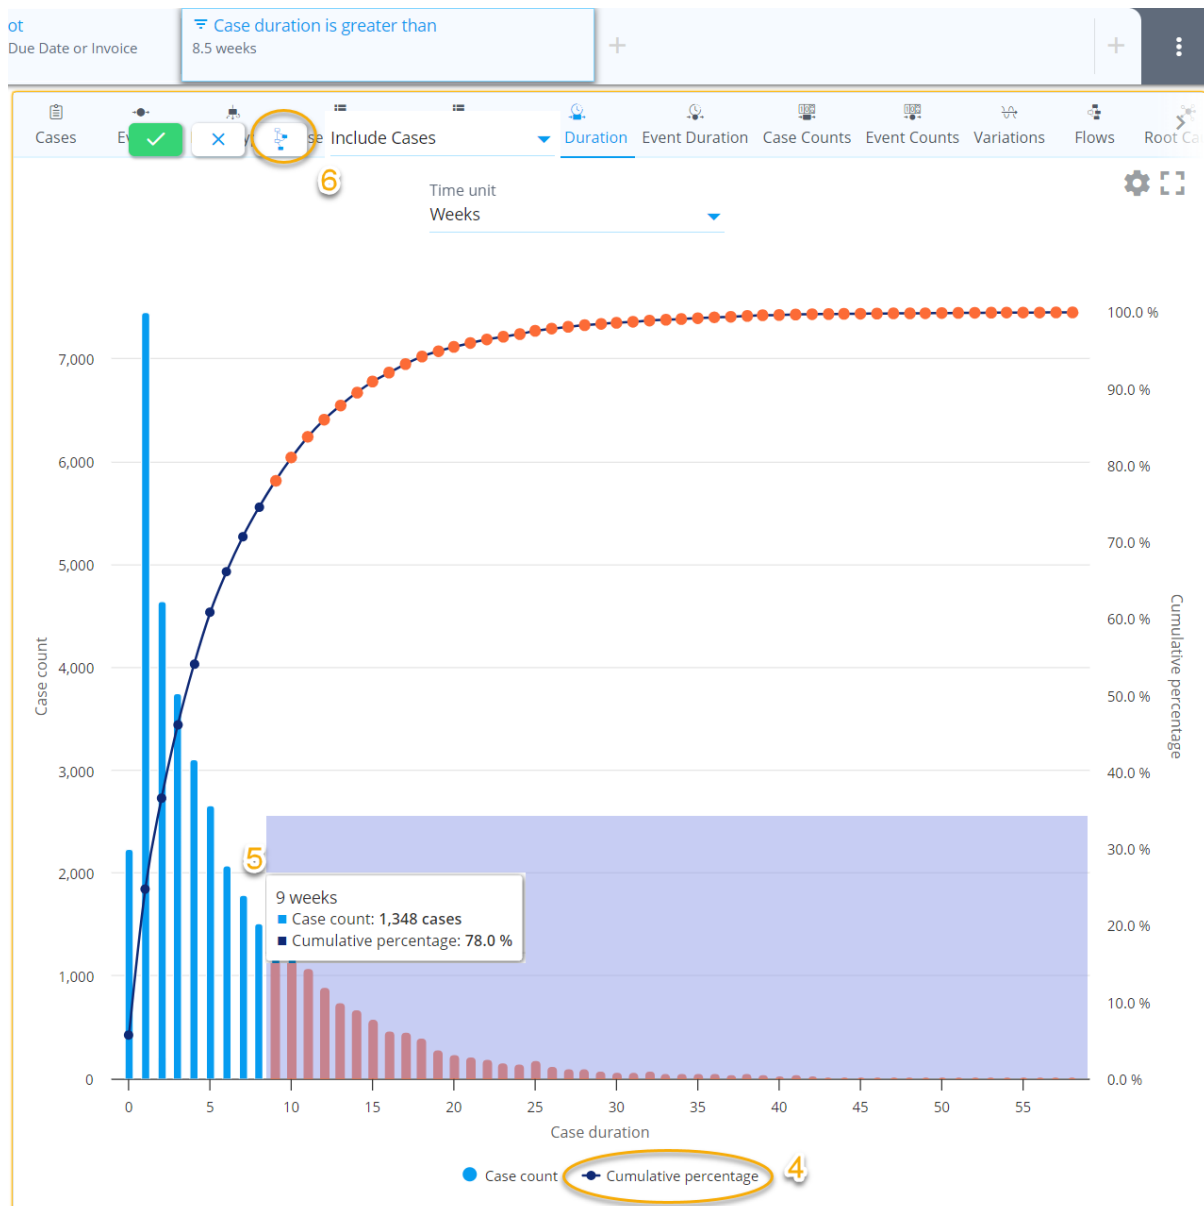 ot
Due Date or Invoice
Case duration is greater than
8.5 weeks
Cases
Include Cases
Duration
Event Duration
Case Counts
Event Counts
Variations
Flows
Root
6
Time unit
Weeks
7,000
6,000
5,000
4,000
3,000
2,000
1,000
0
Case count
100.0 %
90.0 %
80.0 %
70.0 %
60.0 %
50.0 %
40.0 %
30.0 %
20.0 %
10.0 %
0.0 %
Cumulative percentage
5
9 weeks
Case count: 1,348 cases
Cumulative percentage: 78.0 %
0 5 10 15 20 25 30 35 40 45 50 55
Case duration
Case count
Cumulative percentage
4